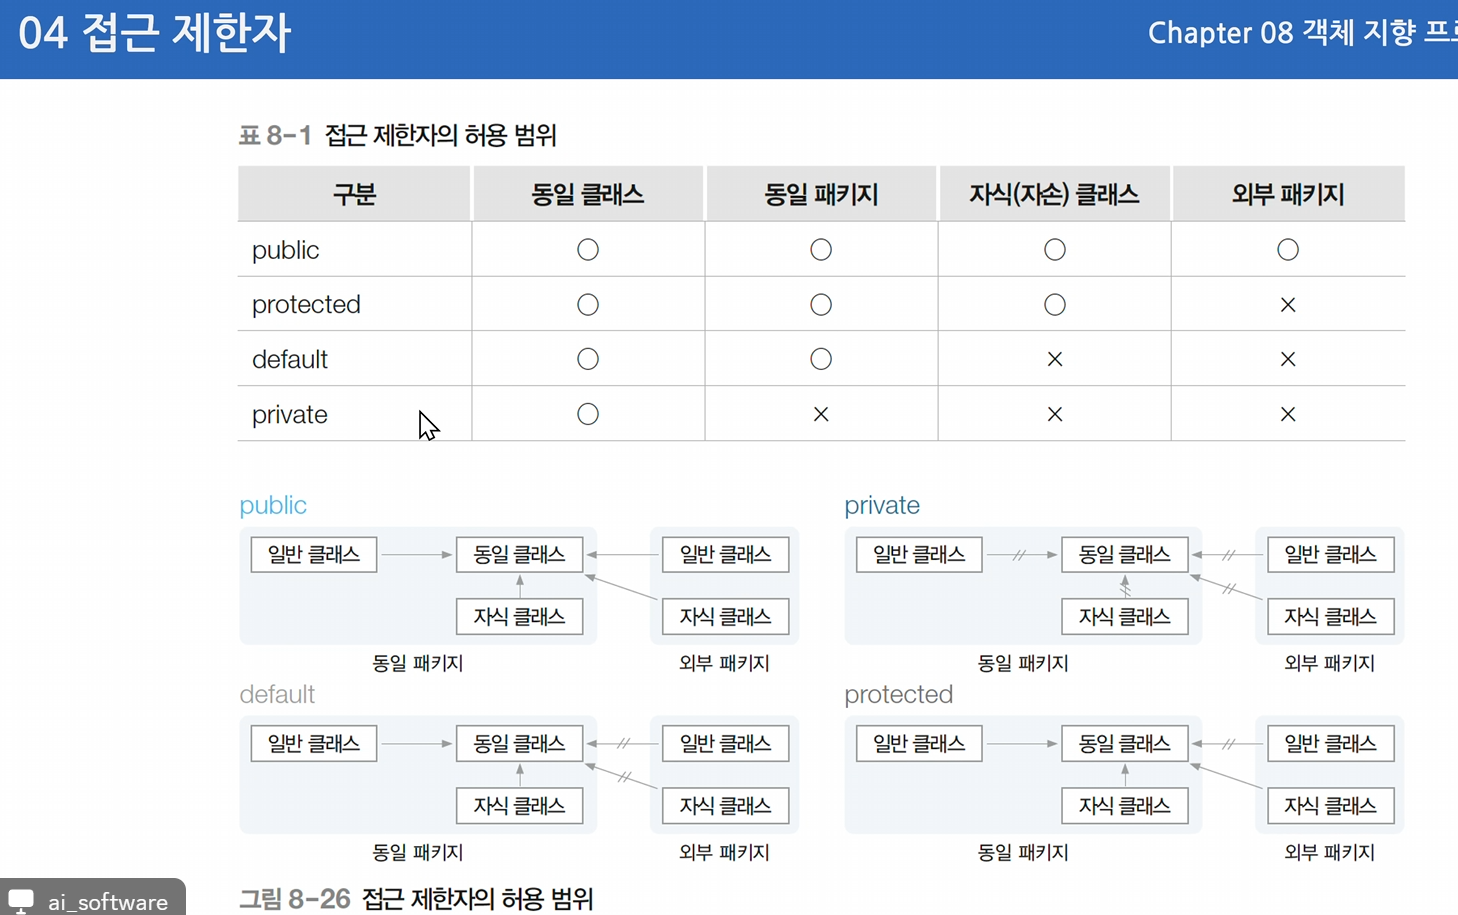 04 접근 제한자
Chapter 08 객체 지향
표 8-1 접근 제한자의 허용 범위
구분 동일 클래스 동일 패키지 자식(자손) 클래스 외부 패키지
public ○ ○ ○ ○
protected ○ ○ ○ ×
default ○ ○ × ×
private ○ × × ×
public
일반 클래스 동일 클래스 일반 클래스
자식 클래스 자식 클래스
동일 패키지 외부 패키지
private
일반 클래스 동일 클래스 일반 클래스
자식 클래스 자식 클래스
동일 패키지 외부 패키지
default
일반 클래스 동일 클래스 일반 클래스
자식 클래스 자식 클래스
동일 패키지 외부 패키지
protected
일반 클래스 동일 클래스 일반 클래스
자식 클래스 자식 클래스
동일 패키지 외부 패키지
그림 8-26 접근 제한자의 허용 범위
ai_software